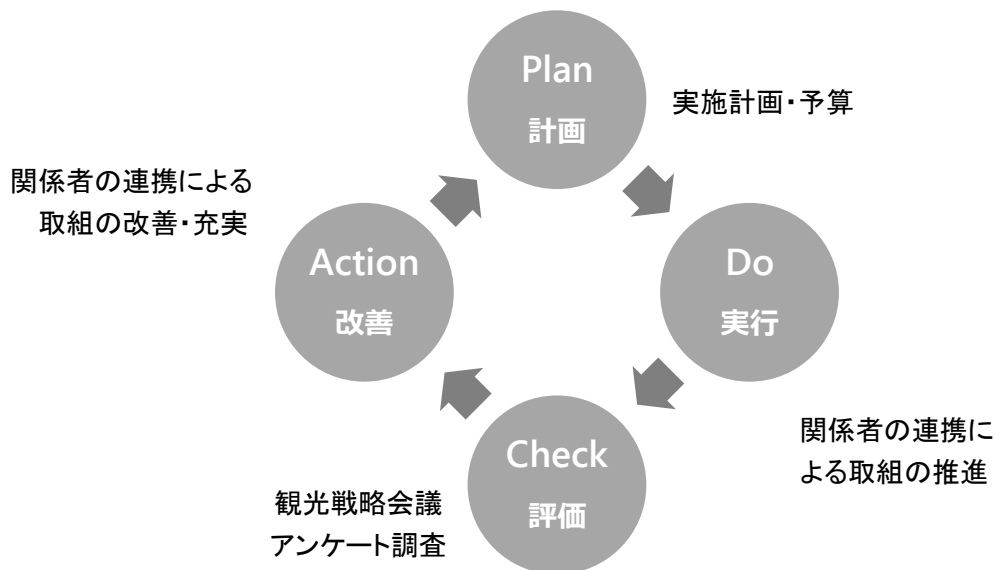 Plan
計画
実施計画・予算
関係者の連携による
取組の改善・充実
Action
改善
Do
実行
関係者の連携に
よる取組の推進
Check
評価
観光戦略会議
アンケート調査